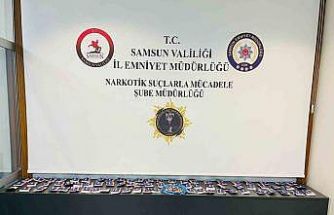 T.C.
SAMSUN VALİLİĞİ
İL EMNİYET MÜDÜRLÜĞÜ
NARKOTİK SUÇLARLA MÜCADELE
ŞUBE MÜDÜRLÜĞÜ